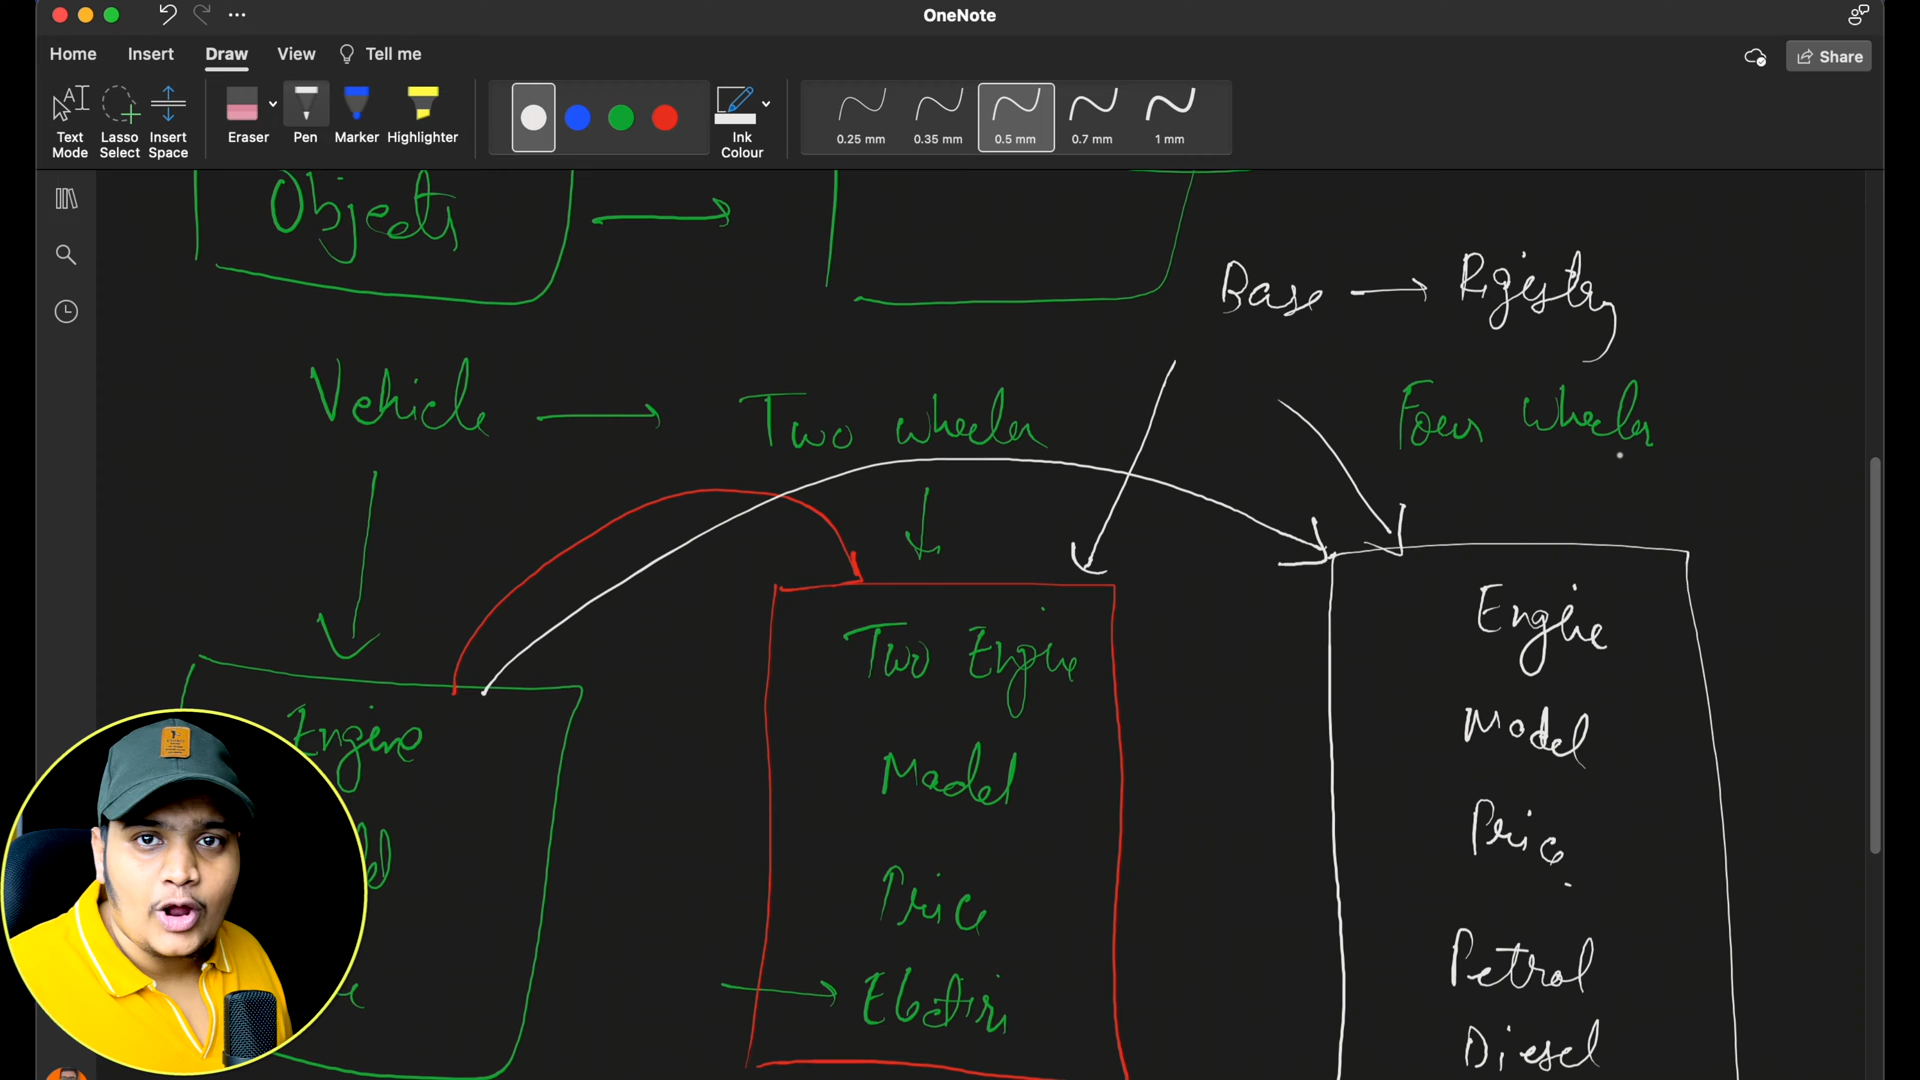 OneNote
Home Insert Draw View Tell me
Share
Text Mode
Lasso Select
Insert Space
Eraser
Pen
Marker
Highlighter
Ink Colour
0.25 mm
0.35 mm
0.5 mm
0.7 mm
1 mm
Objects
Base → Rgistry
Vehicle → Two wheeler
Four wheeler
Engine
Two Engine
Model
Price
Engine
Model
Price
Petrol
Diesel